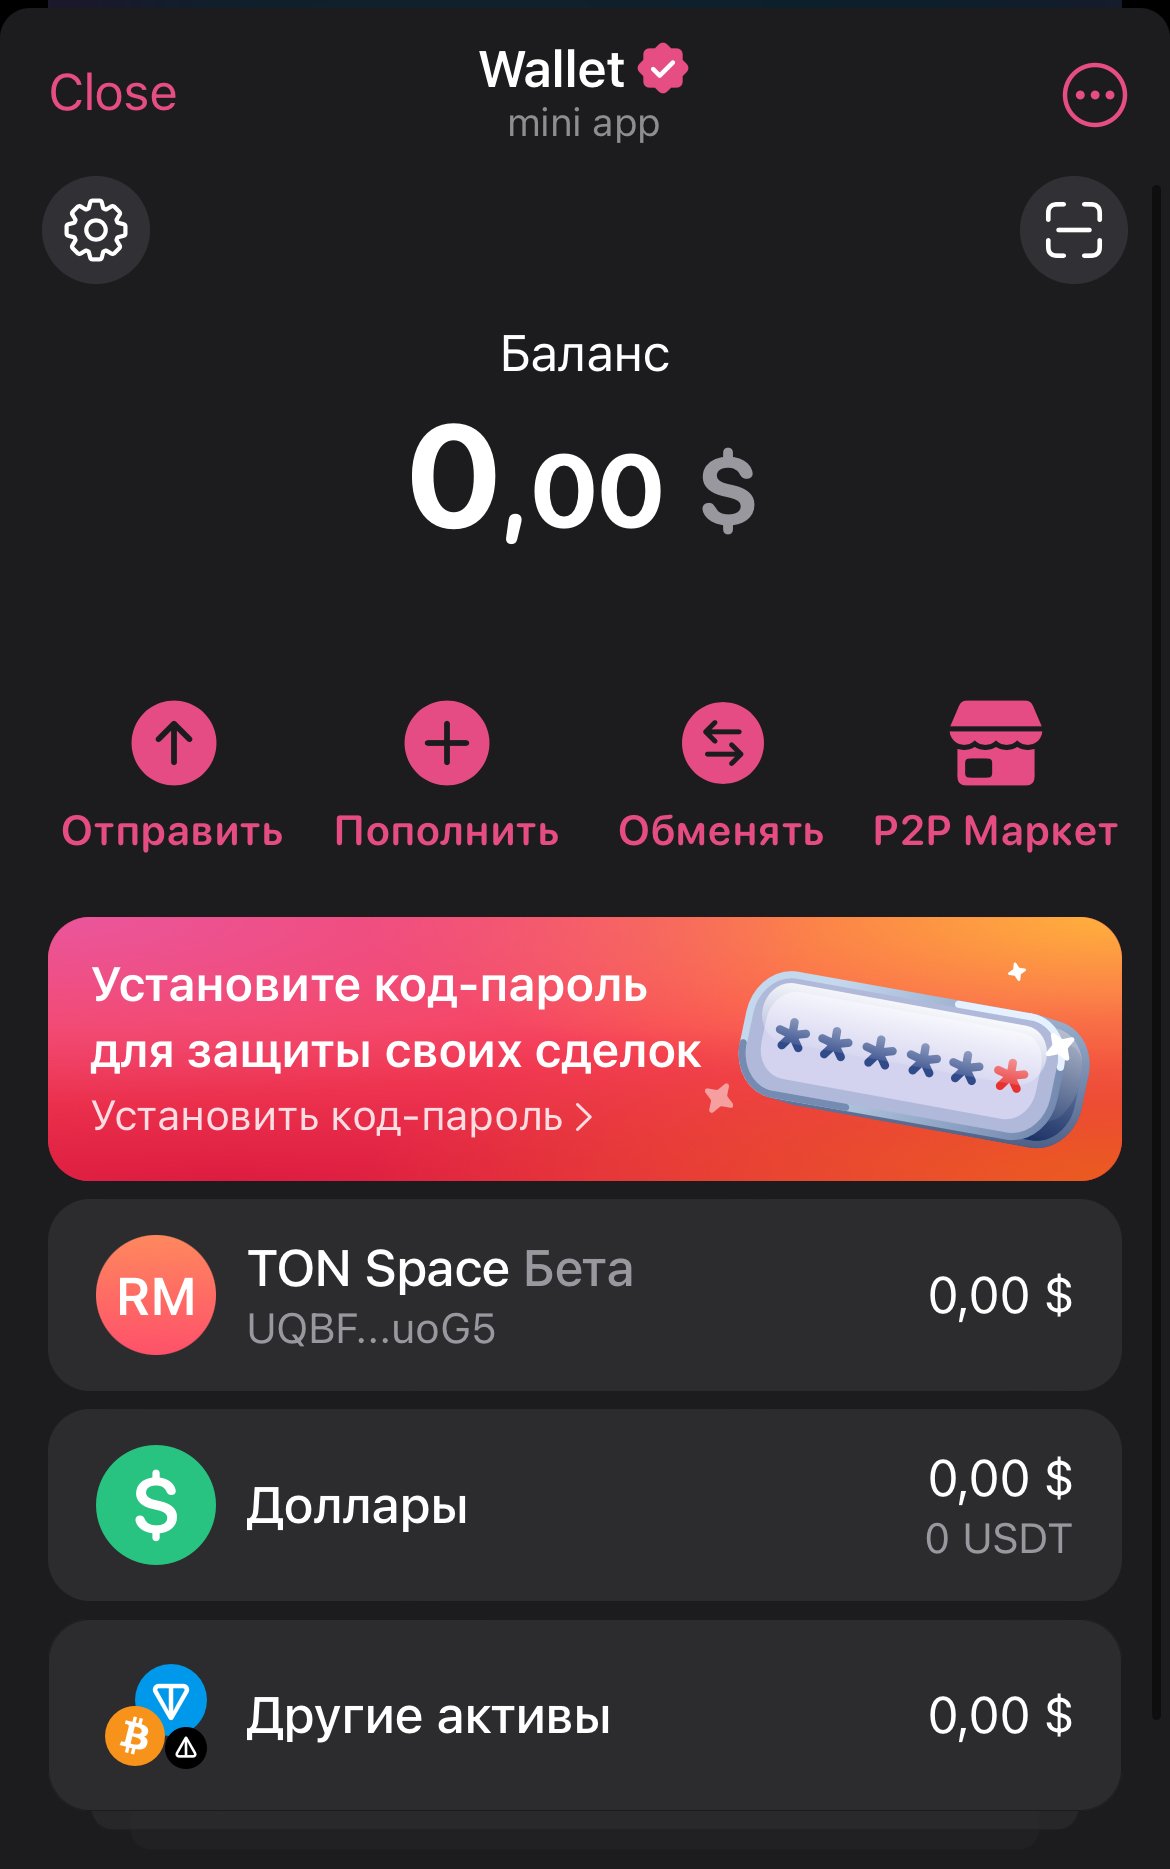 Close
Wallet
mini app
Баланс
0,00 $
Отправить
Пополнить
Обменять
P2P Маркет
Установите код-пароль
для защиты своих сделок
Установить код-пароль
******
RM
TON Space Бета
UQBF...uoG5
0,00 $
$
Доллары
0,00 $
0 USDT
Другие активы
0,00 $